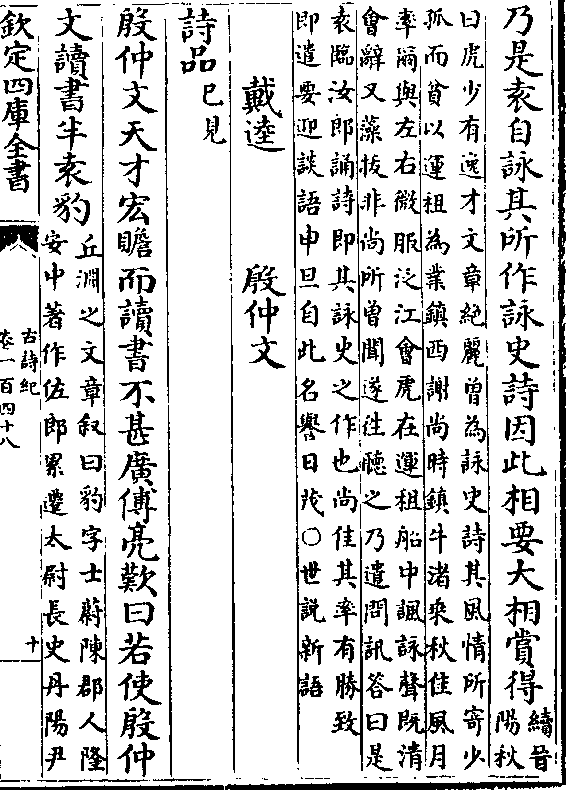 乃是袁自詠其所作詠史詩因此相要大相賞得
續晉
陽秋
曰虎少有逸才文章絶麗曽為詠史詩其風情所寄少
孤而貧以運租為業鎮西謝尚時鎮牛渚乘秋佳風月
率爾與左右微服泛江會虎在運租船中諷詠聲既清
會辭又藻拔非尚所曾聞遂往聽之乃遣問訊答曰是
袁臨汝郎誦詩即其詠史之作也尚佳其率有勝致
即遣要迎談話申旦自此名譽日茂○世説新語
戴逵　殷仲文
詩品
已見
殷仲文天才宏贍而讀書不甚廣傅亮歎曰若使殷仲
文讀書半袁豹
丘淵之文章叙曰豹字士蔚陳郡人隆
安中著作佐郎累遷太尉長史丹陽尹
欽定四庫全書
古詩紀
卷一百四十八
十